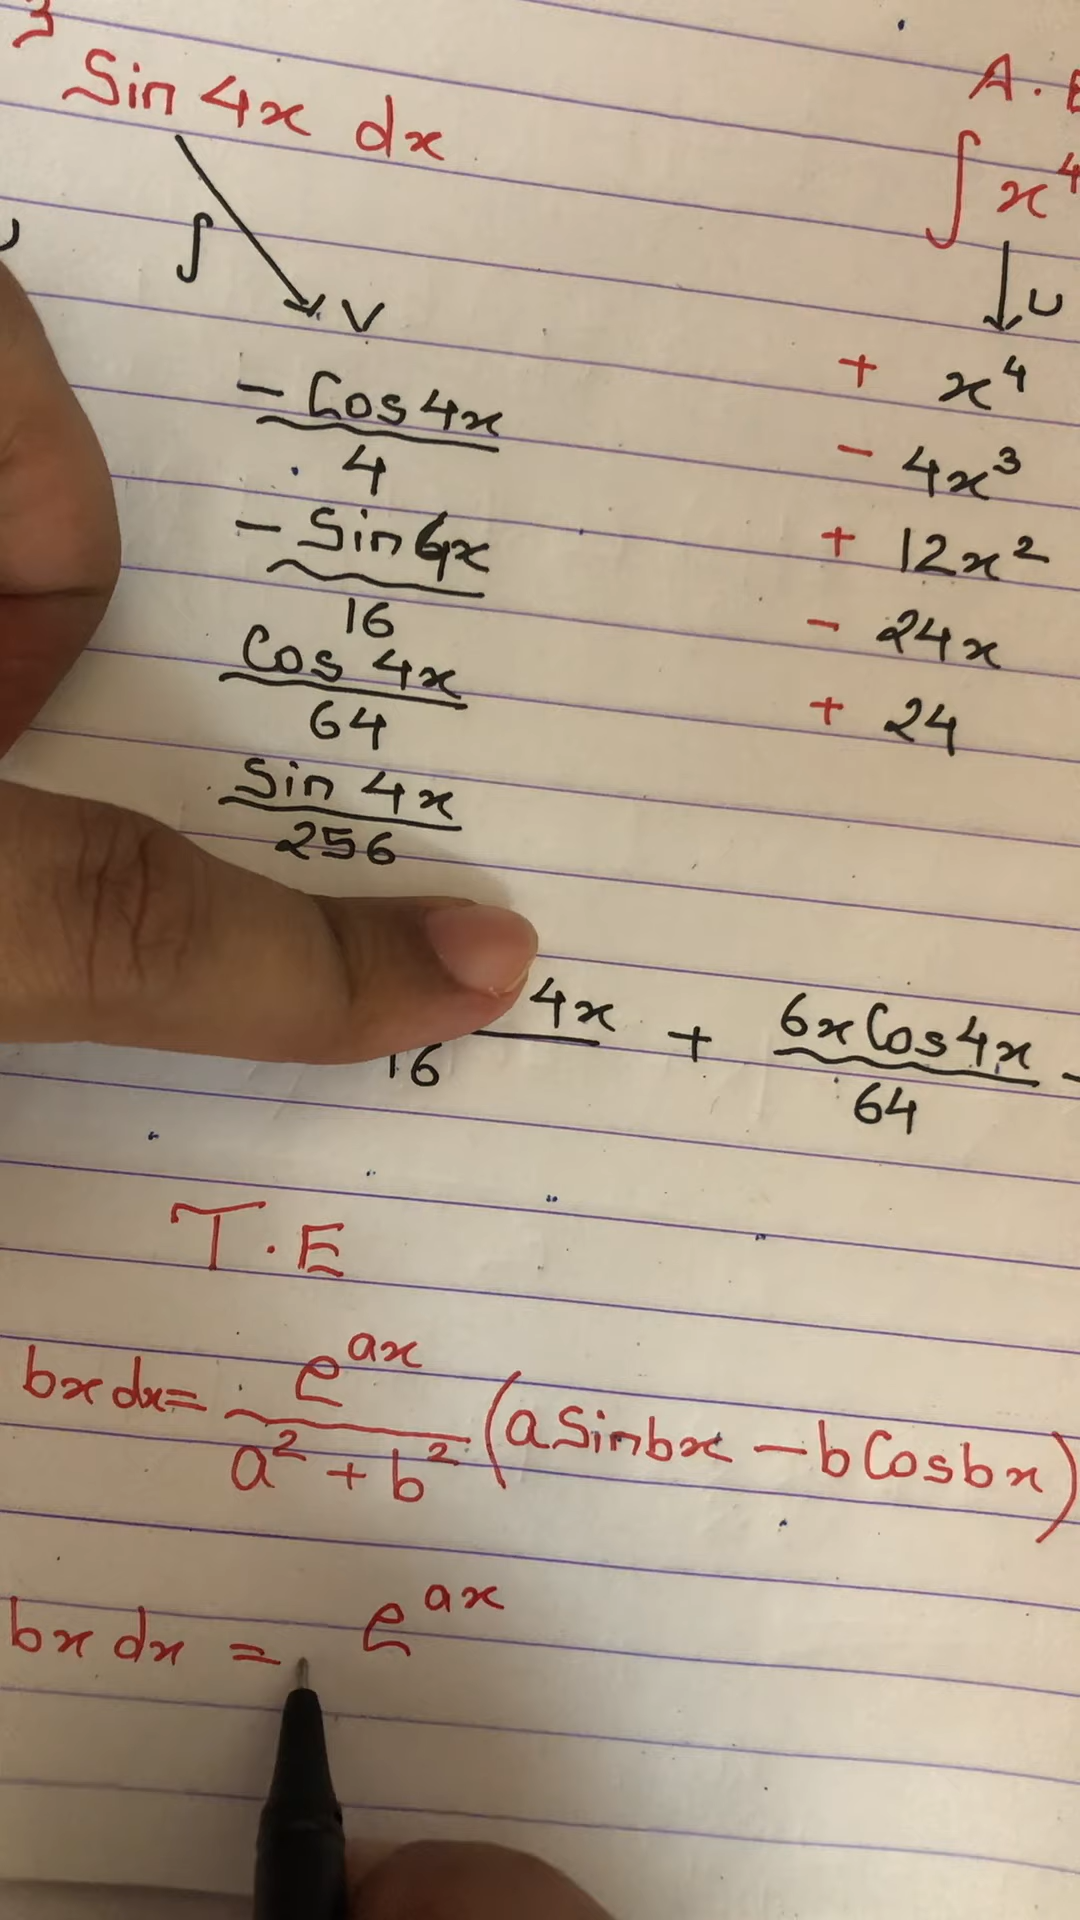 3
Sin 4x dx
∫
V
- Cos 4x
4
- Sin 4x
16
Cos 4x
64
Sin 4x
256
A.
∫ x⁴
U
+ x⁴
- 4x³
+ 12x²
- 24x
+ 24
4x / 16 + 6x Cos 4x / 64 -
T.E
bx dx = e^ax / a² + b² (a Sin bx - b Cos bx)
bx dx = e^ax